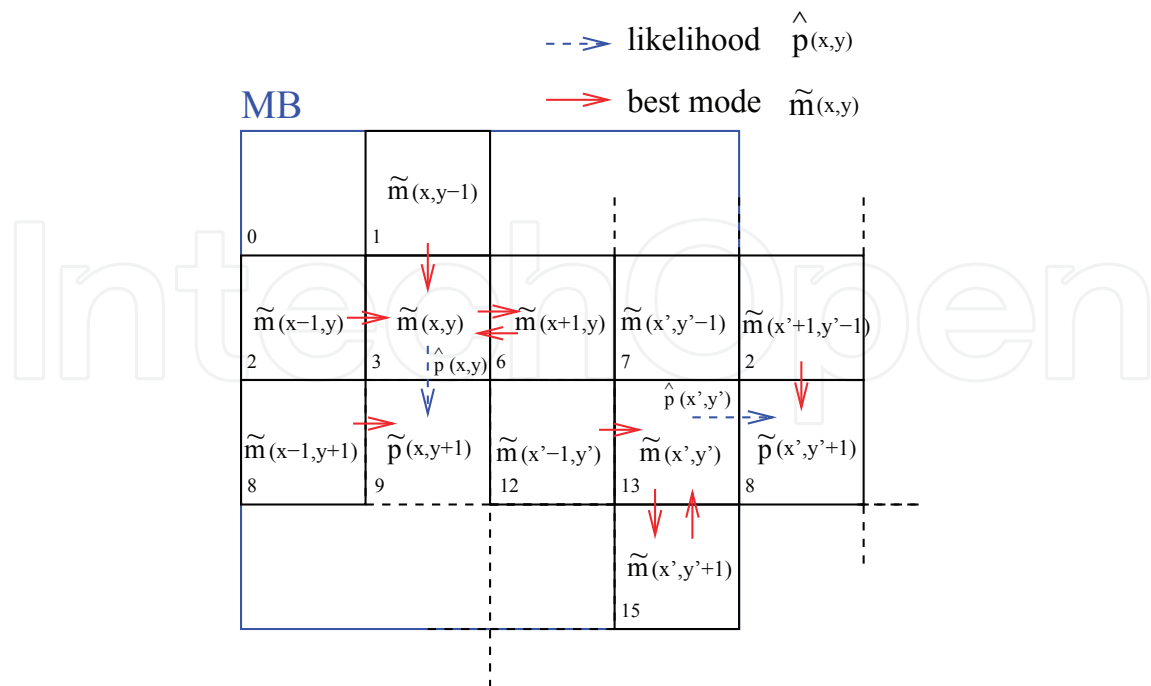 likelihood p̂(x,y)
best mode m̃(x,y)
MB
m̃(x,y−1)
0 1
m̃(x−1,y) m̃(x,y) m̃(x+1,y) m̃(x’,y’−1) m̃(x’+1,y’−1)
2 3 p̂(x,y) 6 7 2
p̂(x’,y’)
m̃(x−1,y+1) p̃(x,y+1) m̃(x’−1,y’) m̃(x’,y’) p̃(x’,y’+1)
8 9 12 13 8
m̃(x’,y’+1)
15
IntechOpen